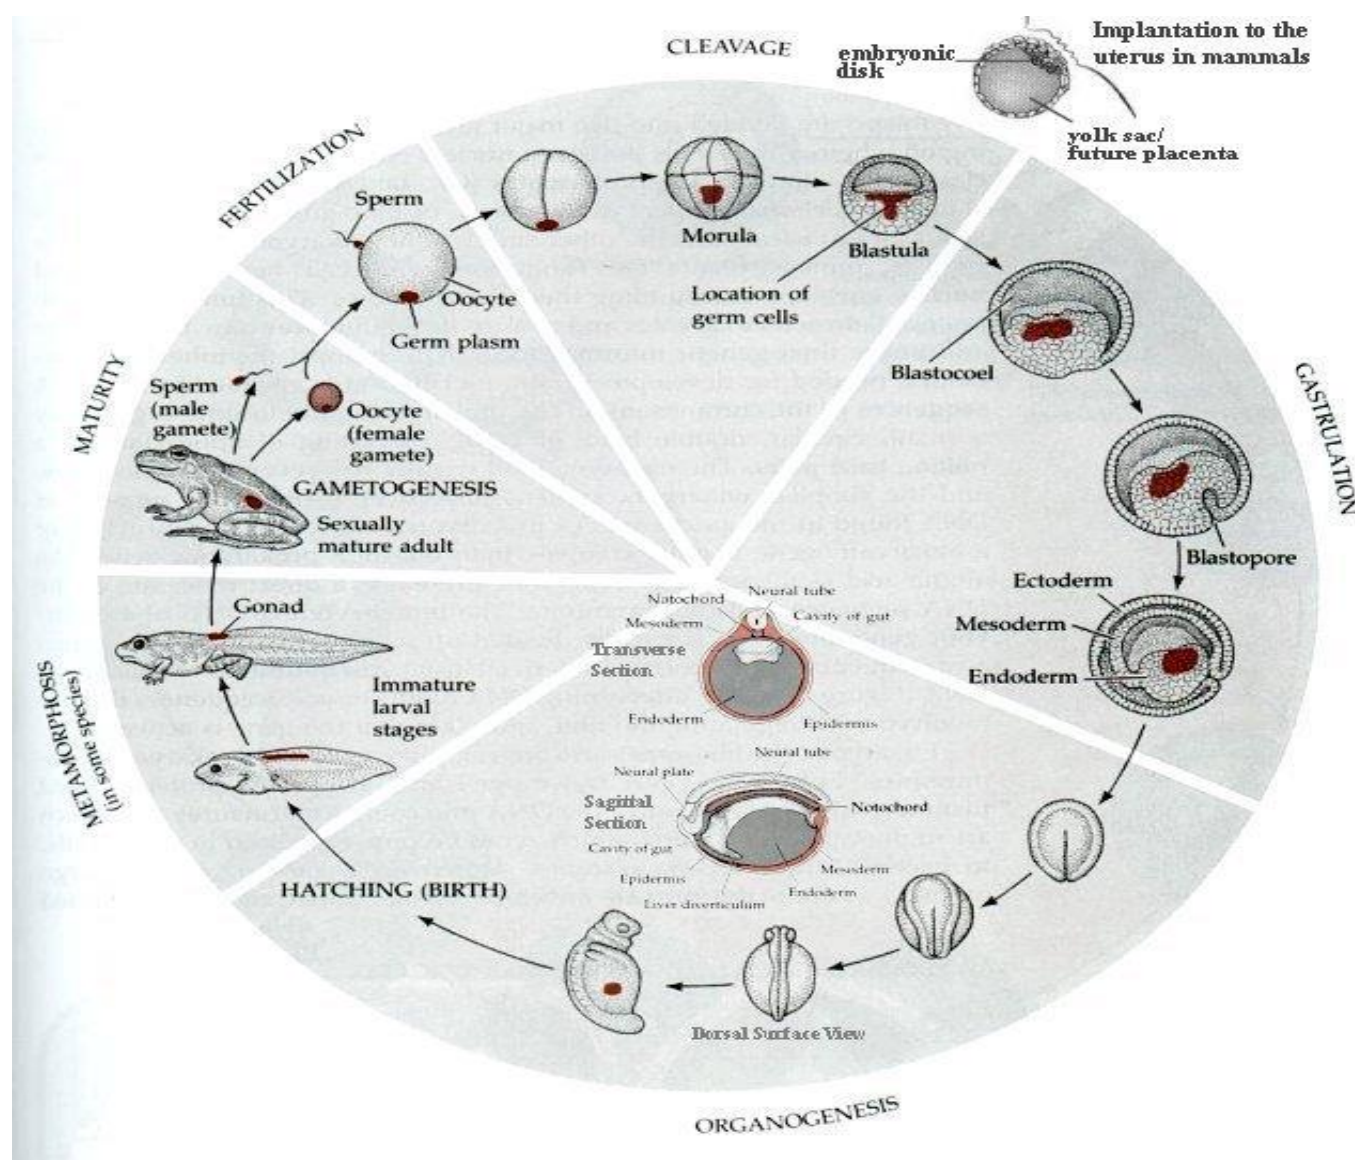 CLEAVAGE
Implantation to the
uterus in mammals
embryonic
disk
yolk sac/
future placenta
FERTILIZATION
Sperm
Oocyte
Germ plasm
Morula
Blastula
Location of
germ cells
Blastocoel
GASTRULATION
Blastopore
Ectoderm
Mesoderm
Endoderm
MATURITY
Sperm
(male
gamete)
Oocyte
(female
gamete)
GAMETOGENESIS
Sexually
mature adult
Gonad
METAMORPHOSIS
(in some species)
Immature
larval
stages
Natochord
Neural tube
Mesoderm
Cavity of gut
Transverse
Section
Endoderm
Epidermis
Neural tube
Neural plate
Sagittal
Section
Notochord
Cavity of gut
Mesoderm
Epidermis
Endoderm
Liver diverticulum
HATCHING (BIRTH)
Dorsal Surface View
ORGANOGENESIS